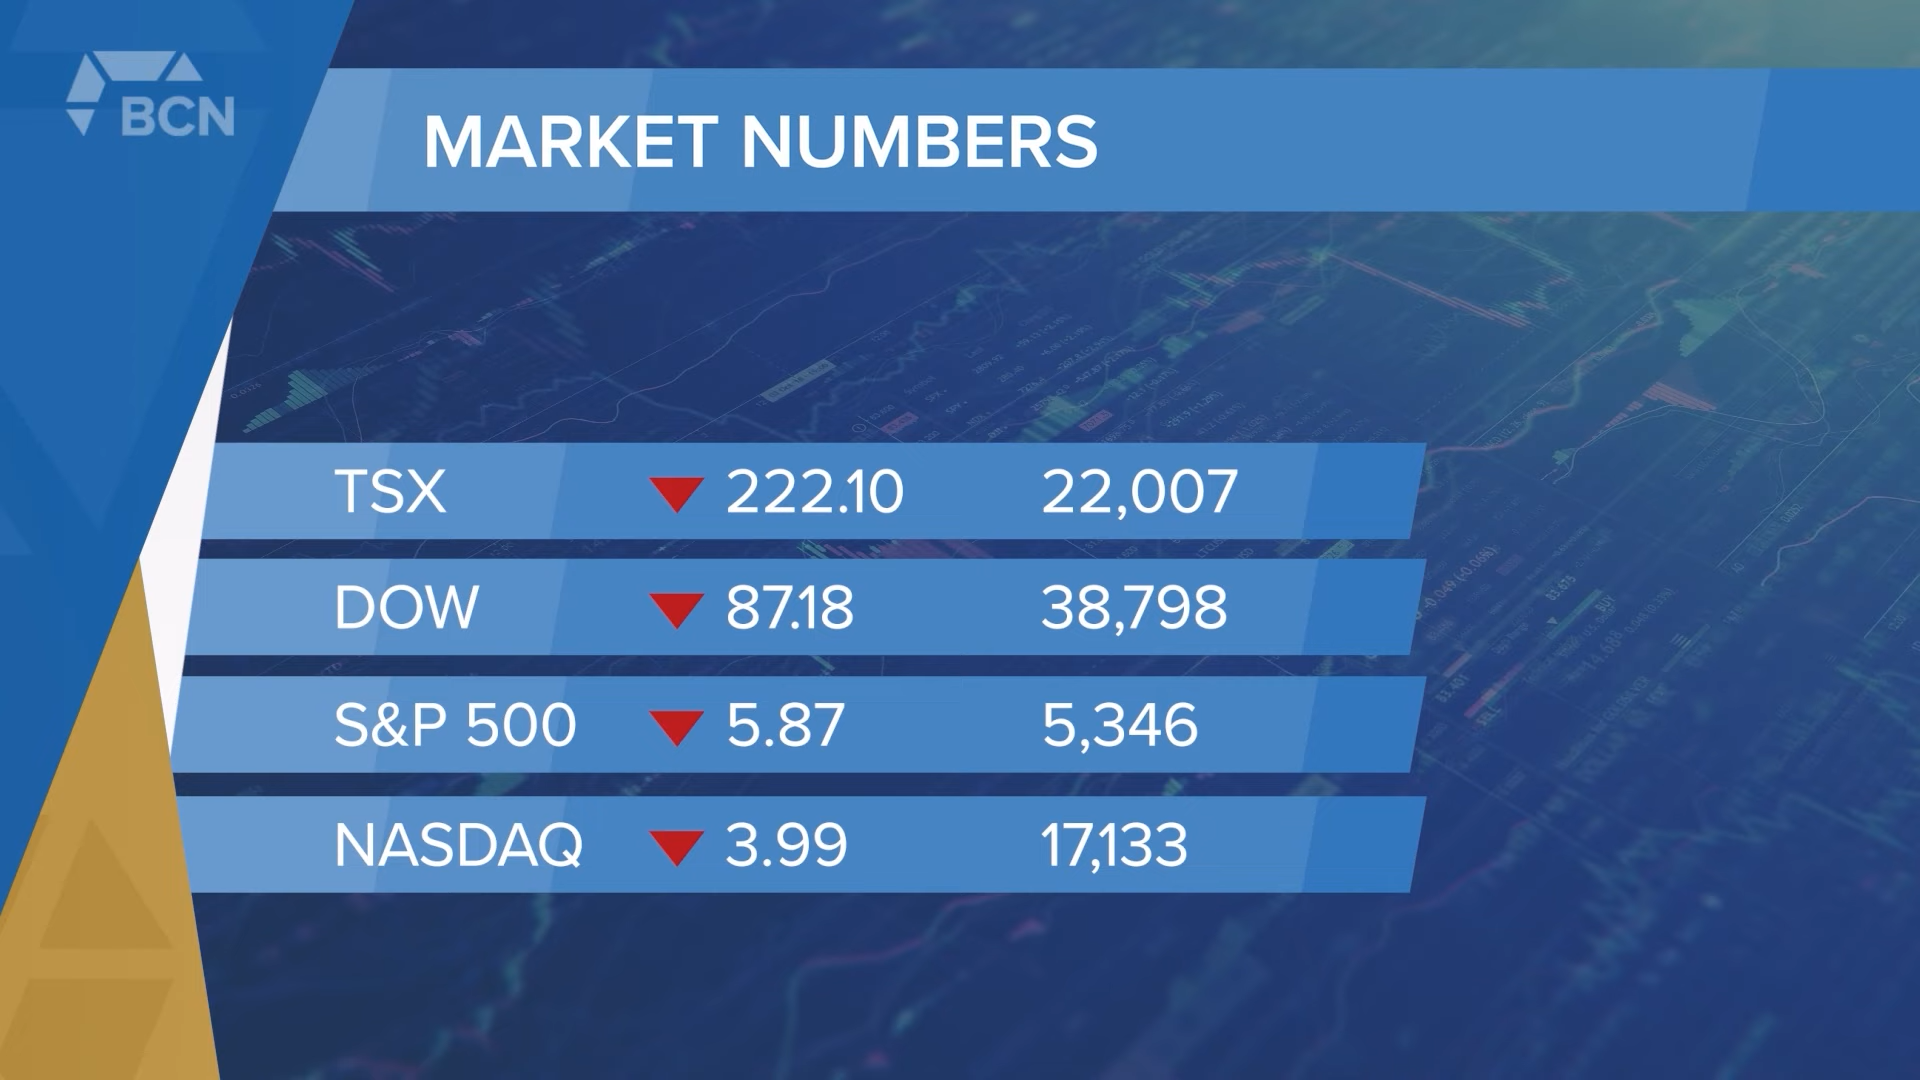 BCN
MARKET NUMBERS
TSX 222.10 22,007
DOW 87.18 38,798
S&P 500 5.87 5,346
NASDAQ 3.99 17,133